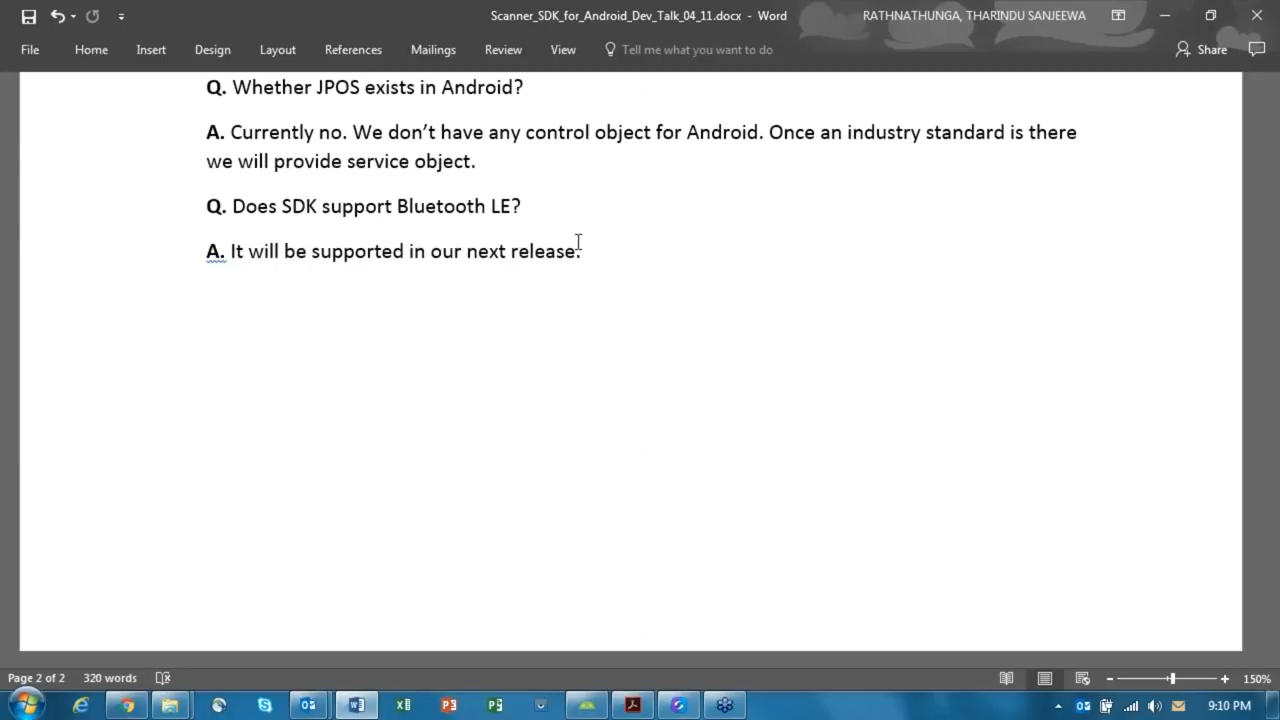 Scanner_SDK_for_Android_Dev_Talk_04_11.docx - Word
RATHNATHUNGA, THARINDU SANJEEWA
File Home Insert Design Layout References Mailings Review View Tell me what you want to do Share
Q. Whether JPOS exists in Android?
A. Currently no. We don’t have any control object for Android. Once an industry standard is there
we will provide service object.
Q. Does SDK support Bluetooth LE?
A. It will be supported in our next release.
Page 2 of 2 320 words 150%
9:10 PM